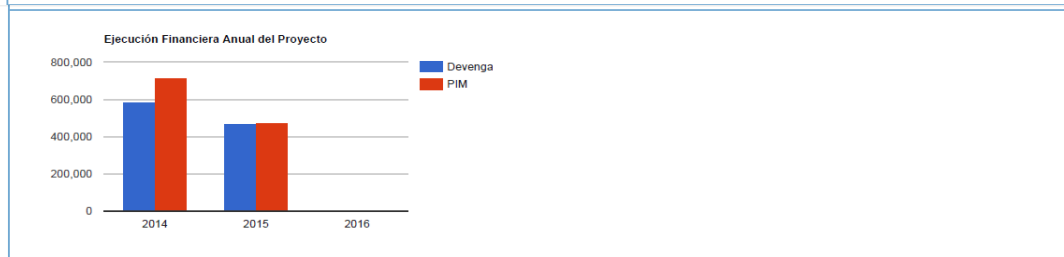 Ejecución Financiera Anual del Proyecto
800,000
600,000
400,000
200,000
0
2014 2015 2016
Devenga
PIM